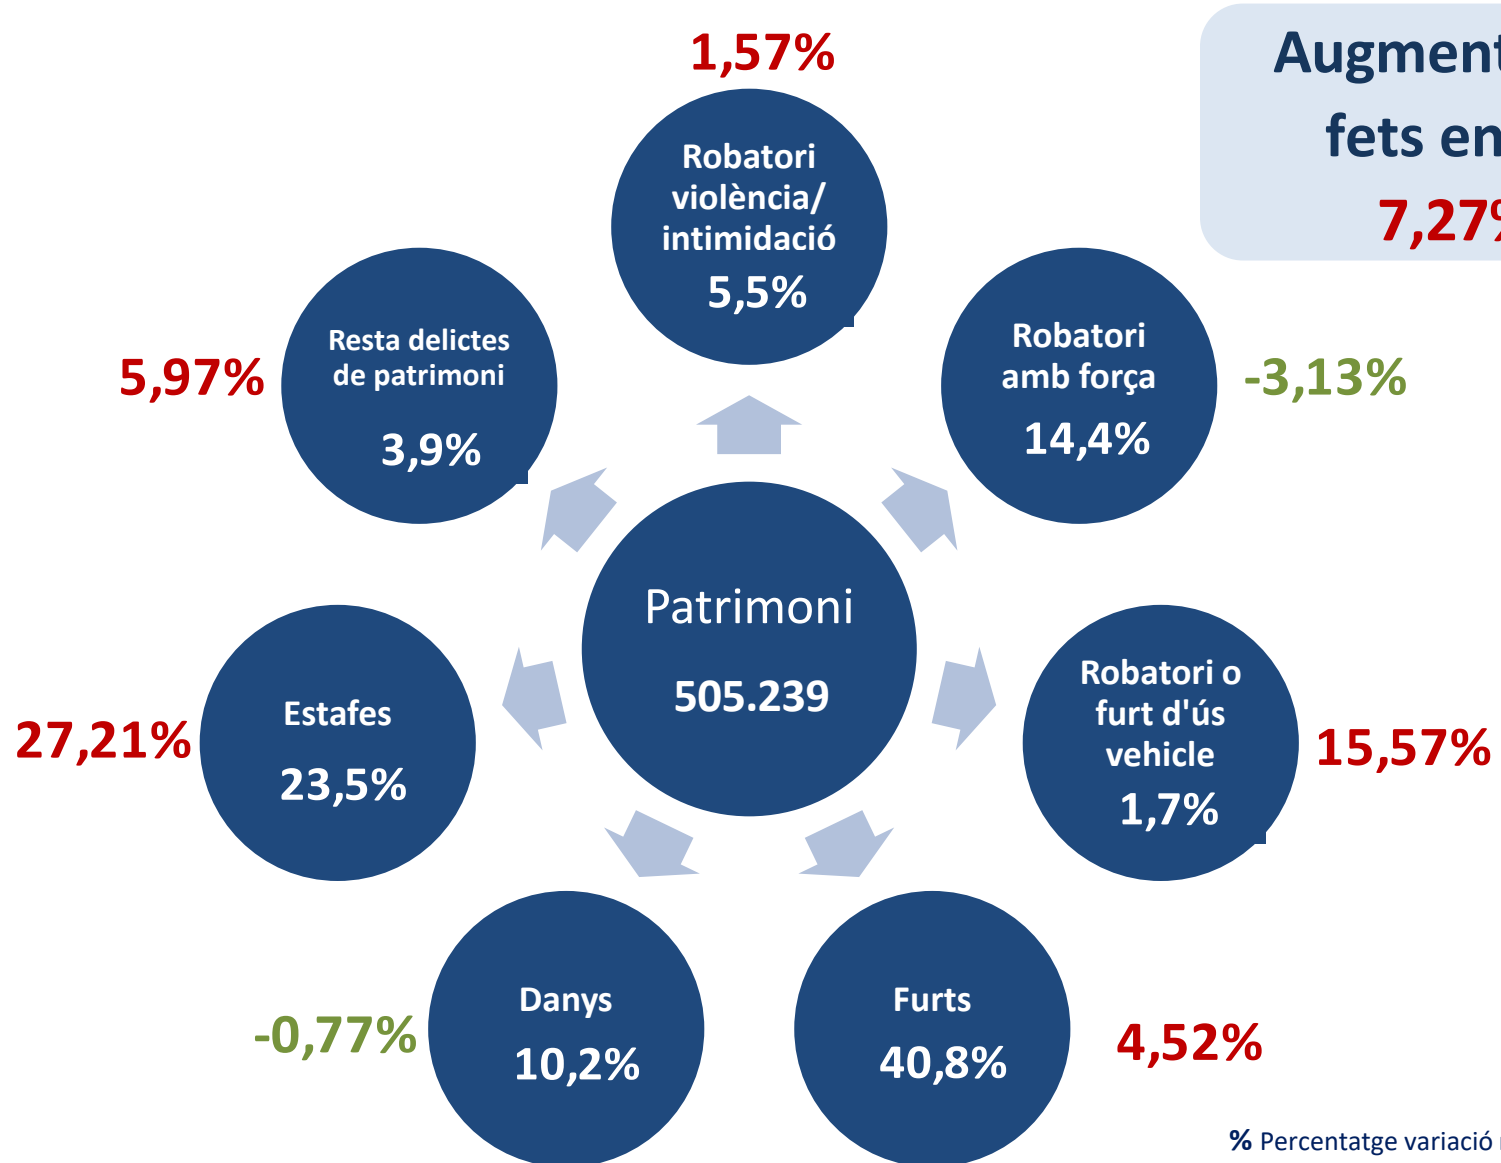 1,57%
Augment
fets en
7,27%
Robatori
violència/
intimidació
5,5%
Resta delictes
de patrimoni
3,9%
5,97%
Robatori
amb força
14,4%
-3,13%
Patrimoni
505.239
Estafes
23,5%
27,21%
Robatori o
furt d'ús
vehicle
1,7%
15,57%
Danys
10,2%
-0,77%
Furts
40,8%
4,52%
% Percentatge variació